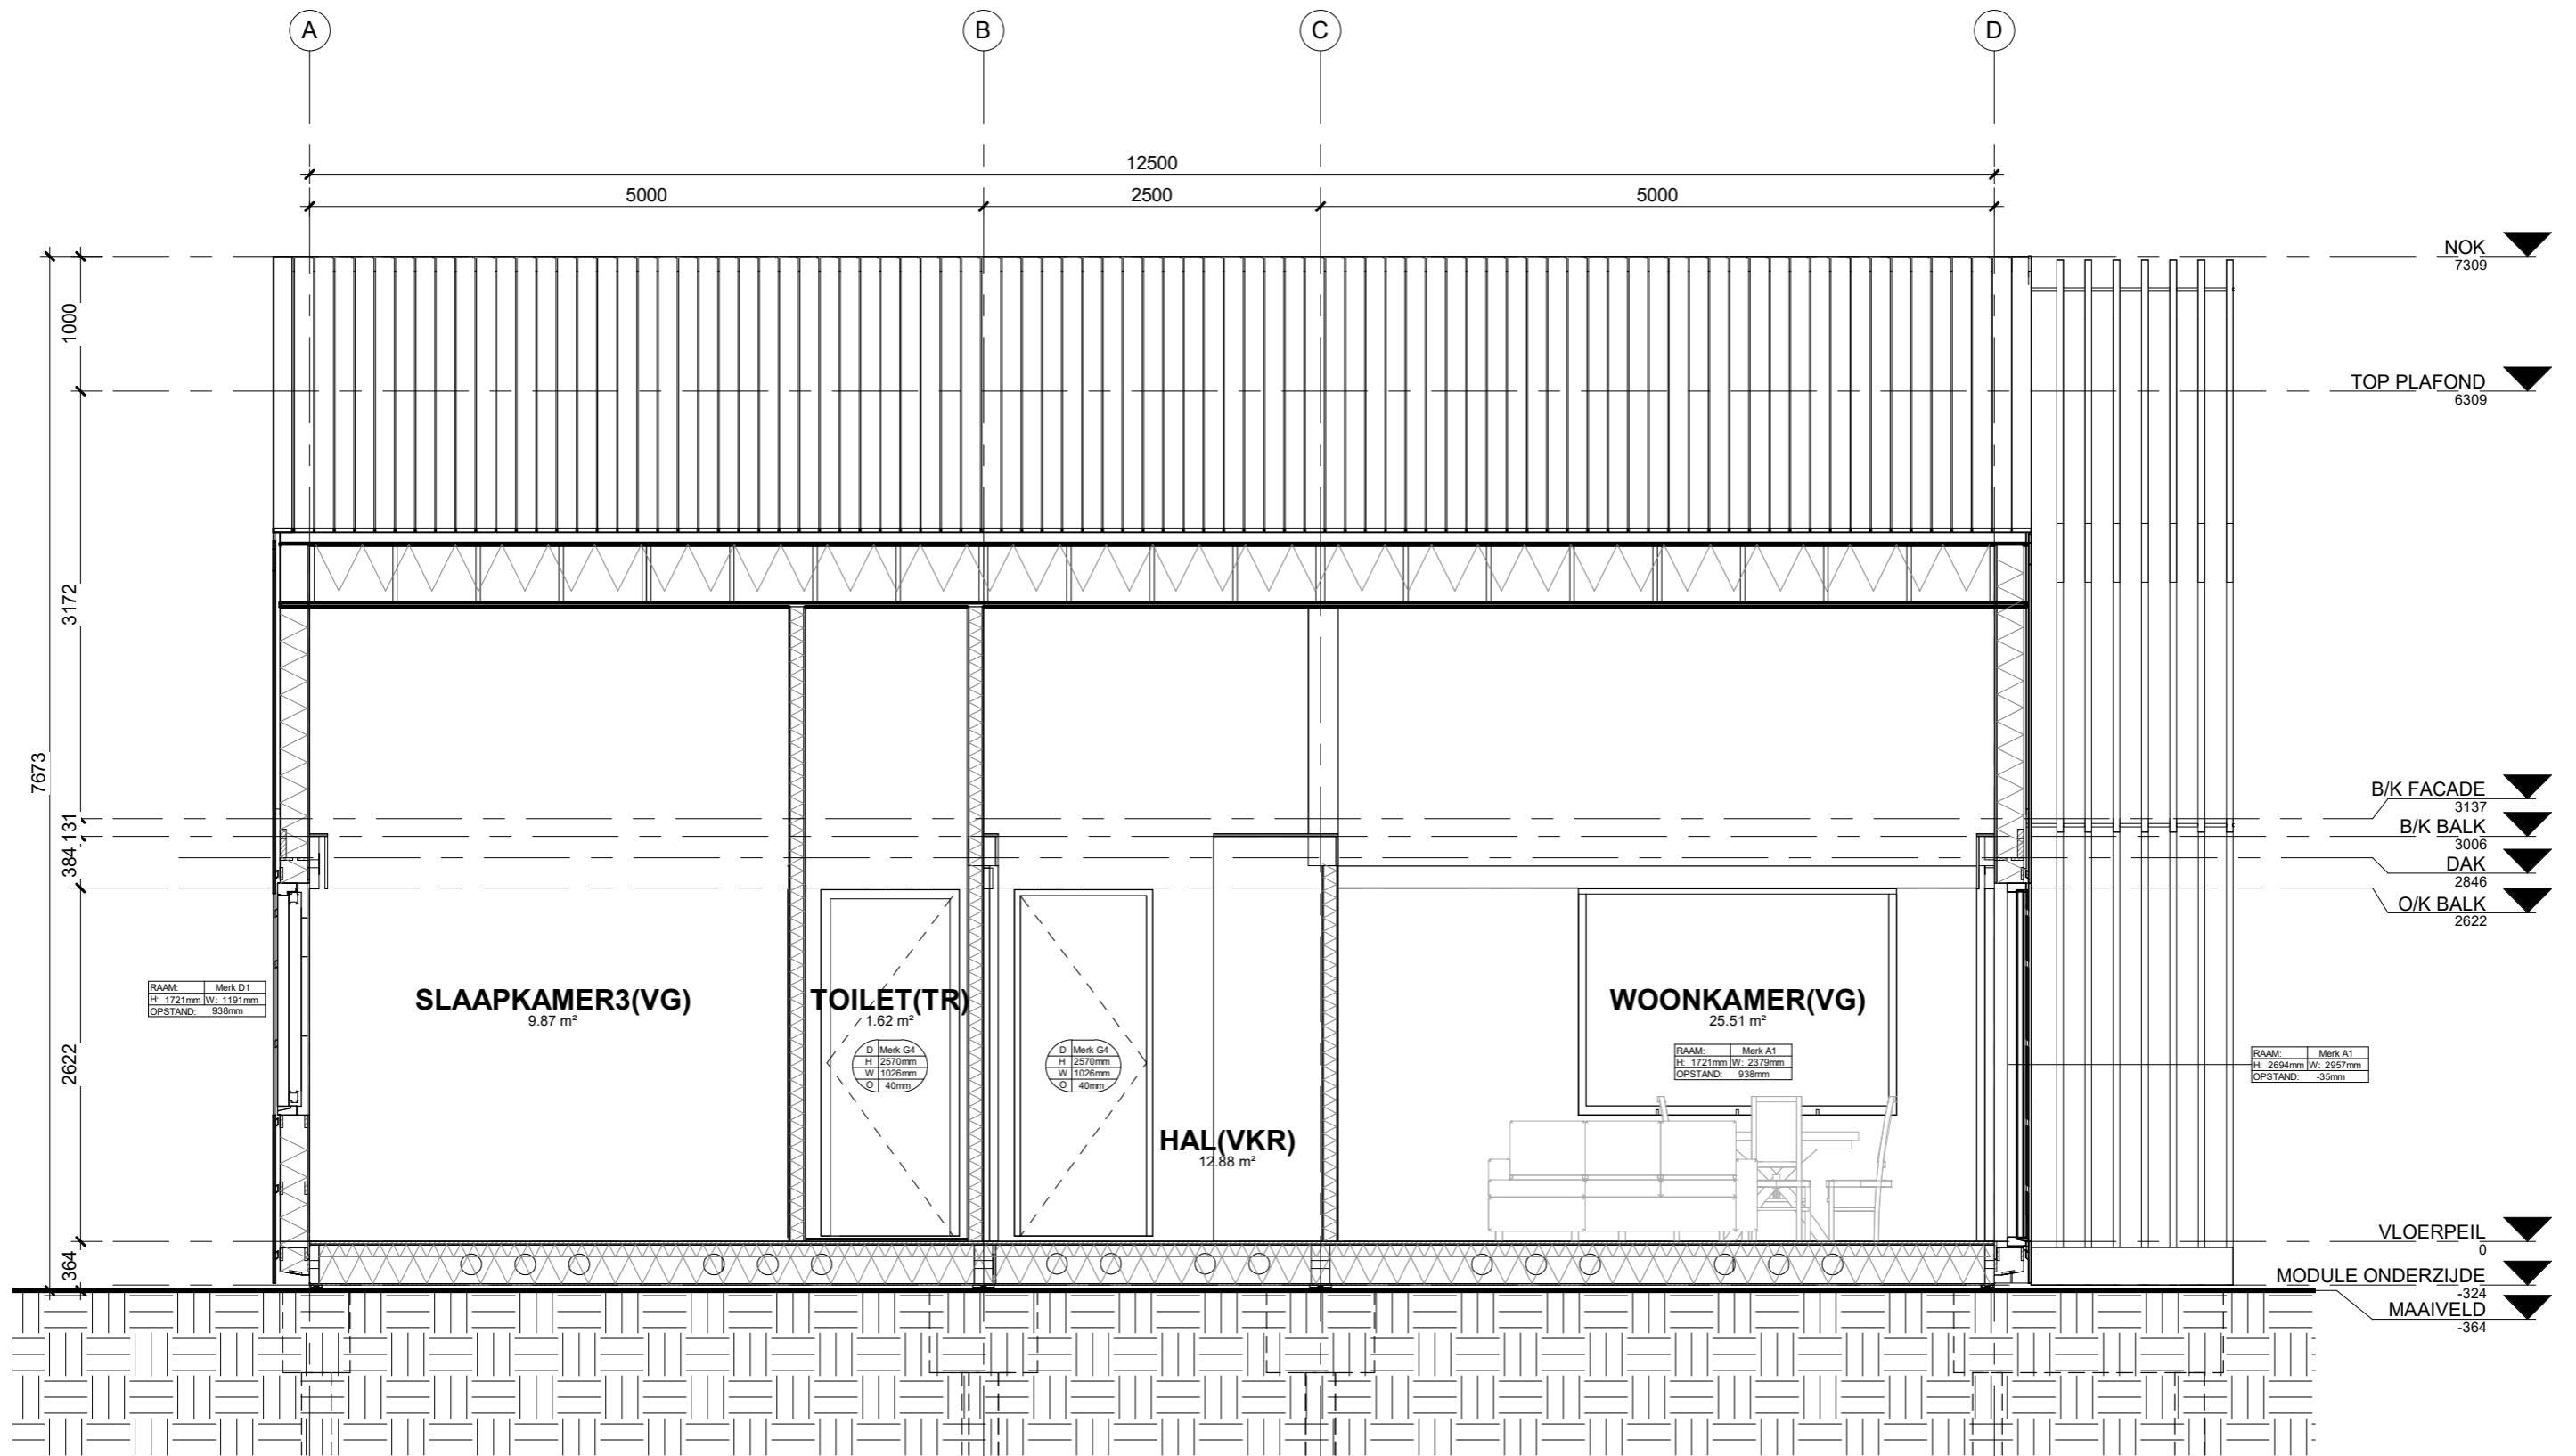 A
B
C
D
12500
5000
2500
5000
1000
3172
7673
131
384
2622
364
NOK
7309
TOP PLAFOND
6309
B/K FACADE
3137
B/K BALK
3006
DAK
2846
O/K BALK
2622
RAAM: Merk D1
H: 1721mm W: 1191mm
OPSTAND: 938mm
SLAAPKAMER3(VG)
9.87 m²
TOILET(TR)
1.62 m²
D Merk G4
H 2570mm
W 1026mm
O 40mm
D Merk G4
H 2570mm
W 1026mm
O 40mm
HAL(VKR)
12.88 m²
WOONKAMER(VG)
25.51 m²
RAAM: Merk A1
H: 1721mm W: 2379mm
OPSTAND: 938mm
RAAM: Merk A1
H: 2694mm W: 2957mm
OPSTAND: -35mm
VLOERPEIL
0
MODULE ONDERZIJDE
-324
MAAIVELD
-364